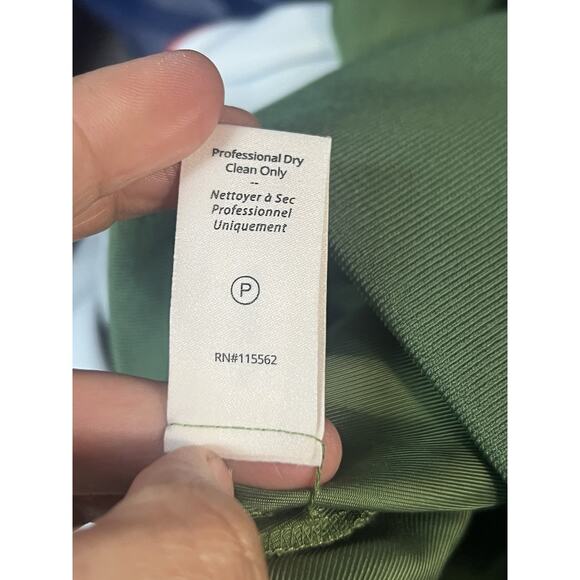 Professional Dry
Clean Only
--
Nettoyer à Sec
Professionnel
Uniquement
P
RN#115562